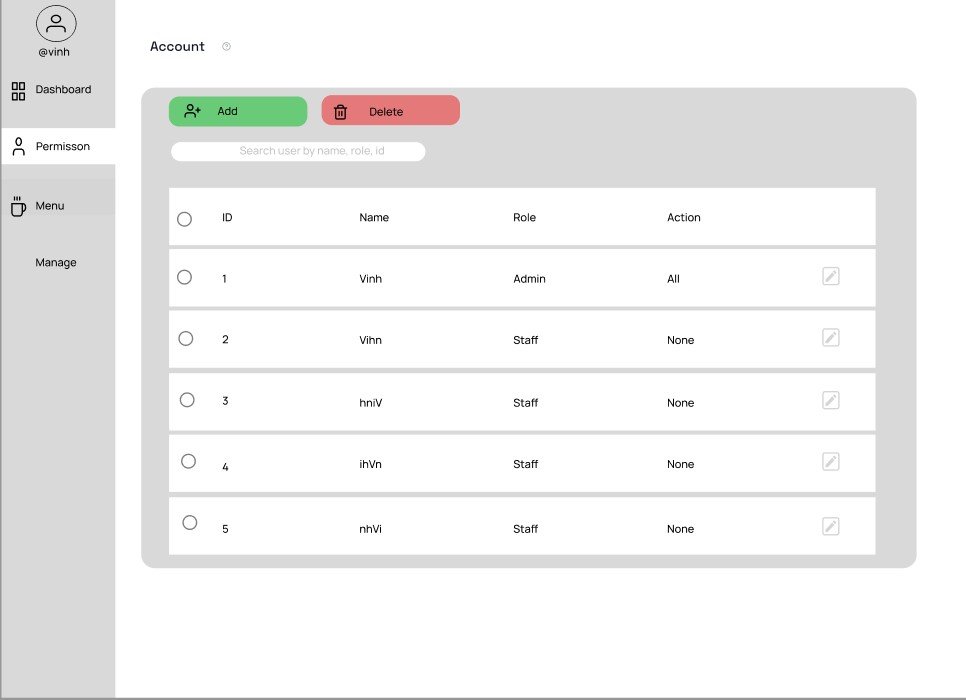 @vinh
Dashboard
Permisson
Menu
Manage
Account
Add
Delete
Search user by name, role, id
ID Name Role Action
1 Vinh Admin All
2 Vihn Staff None
3 hniV Staff None
4 ihVn Staff None
5 nhVi Staff None